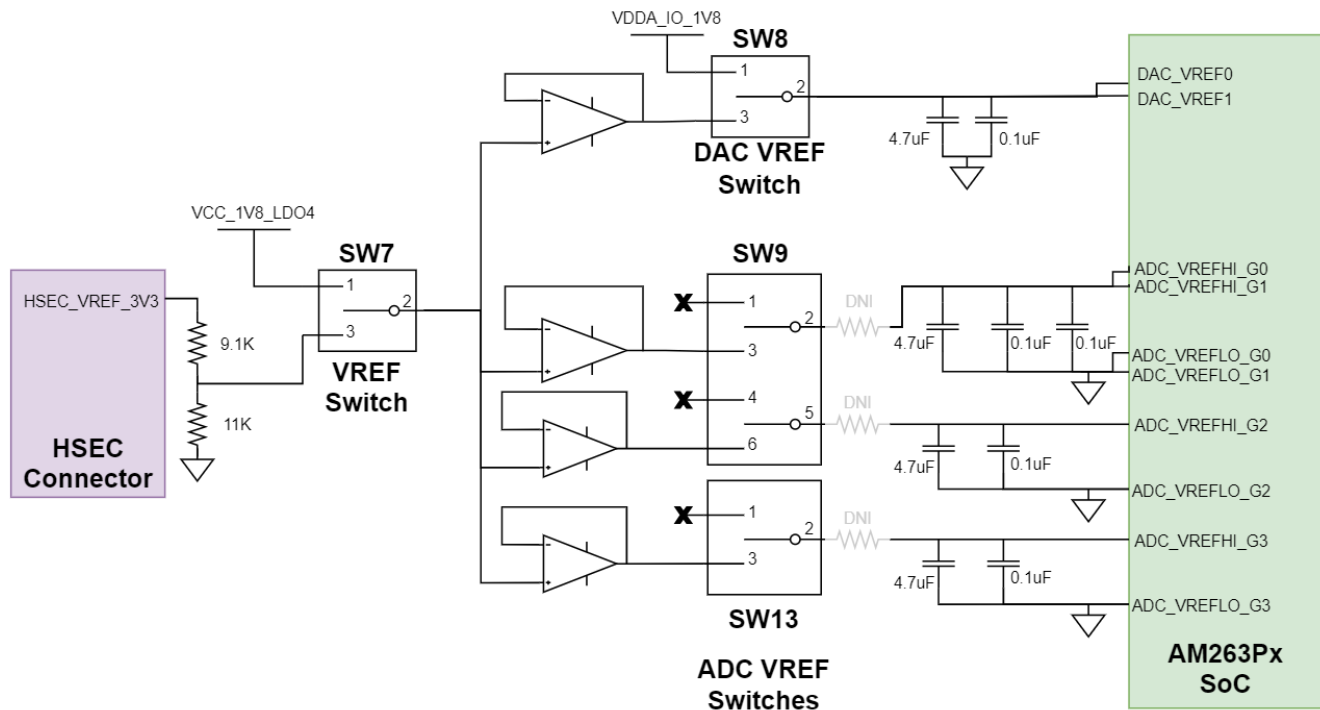 VDDA_IO_1V8
SW8
1
2
3
DAC VREF
Switch
4.7uF
0.1uF
DAC_VREF0
DAC_VREF1
VCC_1V8_LDO4
SW7
1
2
3
VREF
Switch
HSEC_VREF_3V3
9.1K
11K
HSEC
Connector
-
+
SW9
X
1
2
3
X
4
5
6
DNI
4.7uF
0.1uF
0.1uF
ADC_VREFHI_G0
ADC_VREFHI_G1
ADC_VREFLO_G0
ADC_VREFLO_G1
-
+
DNI
4.7uF
0.1uF
ADC_VREFHI_G2
ADC_VREFLO_G2
-
+
X
1
2
3
SW13
DNI
4.7uF
0.1uF
ADC_VREFHI_G3
ADC_VREFLO_G3
-
+
ADC VREF
Switches
AM263Px
SoC